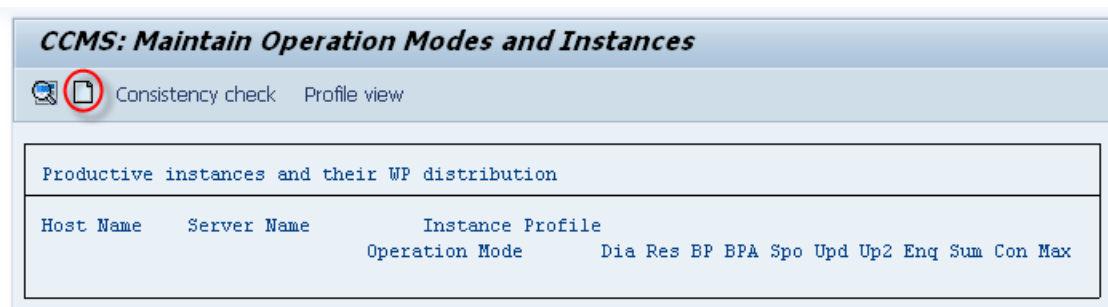 CCMS: Maintain Operation Modes and Instances
Consistency check Profile view
Productive instances and their WP distribution
Host Name Server Name Instance Profile
Operation Mode Dia Res BP BPA Spo Upd Up2 Enq Sum Con Max